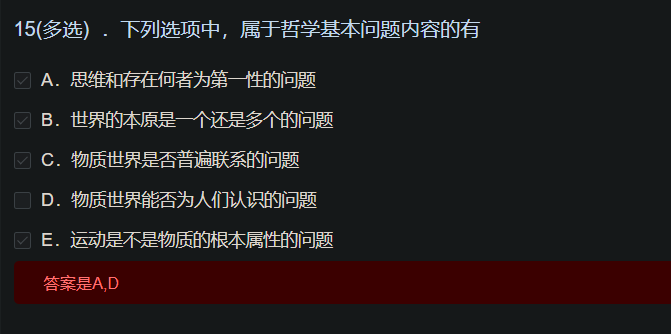 15(多选) ．下列选项中，属于哲学基本问题内容的有
A．思维和存在何者为第一性的问题
B．世界的本原是一个还是多个的问题
C．物质世界是否普遍联系的问题
D．物质世界能否为人们认识的问题
E．运动是不是物质的根本属性的问题
答案是A,D